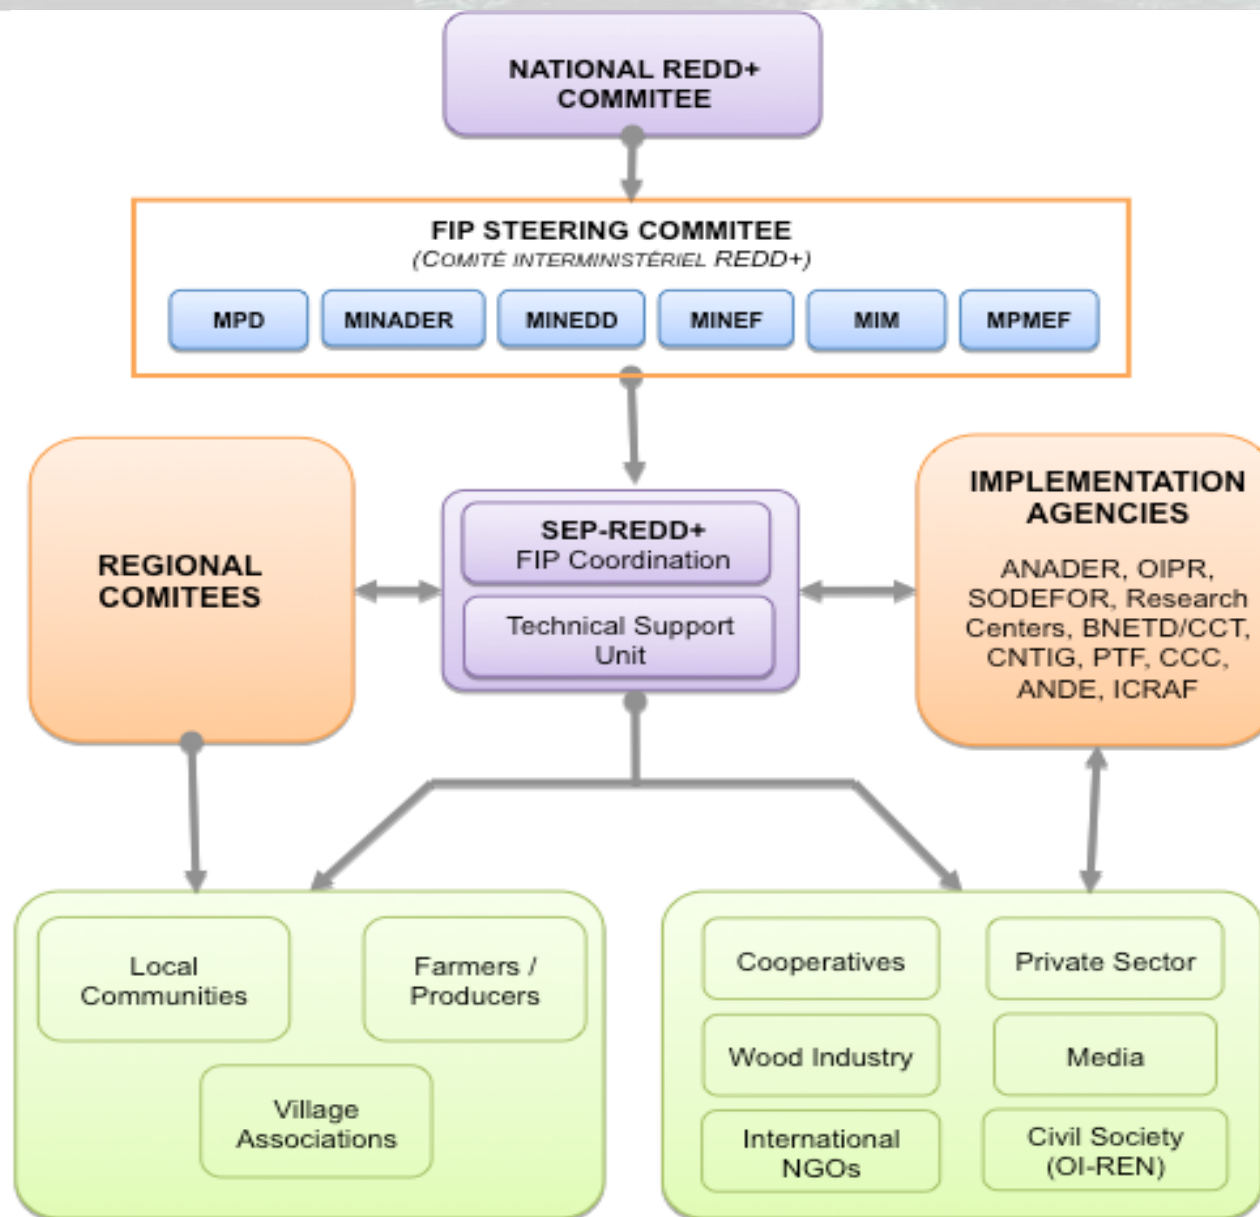 NATIONAL REDD+
COMMITEE
FIP STEERING COMMITEE
(COMITÉ INTERMINISTÉRIEL REDD+)
MPD
MINADER
MINEDD
MINEF
MIM
MPMEF
REGIONAL
COMITEES
SEP-REDD+
FIP Coordination
Technical Support
Unit
IMPLEMENTATION
AGENCIES
ANADER, OIPR,
SODEFOR, Research
Centers, BNETD/CCT,
CNTIG, PTF, CCC,
ANDE, ICRAF
Local
Communities
Farmers /
Producers
Village
Associations
Cooperatives
Private Sector
Wood Industry
Media
International
NGOs
Civil Society
(OI-REN)